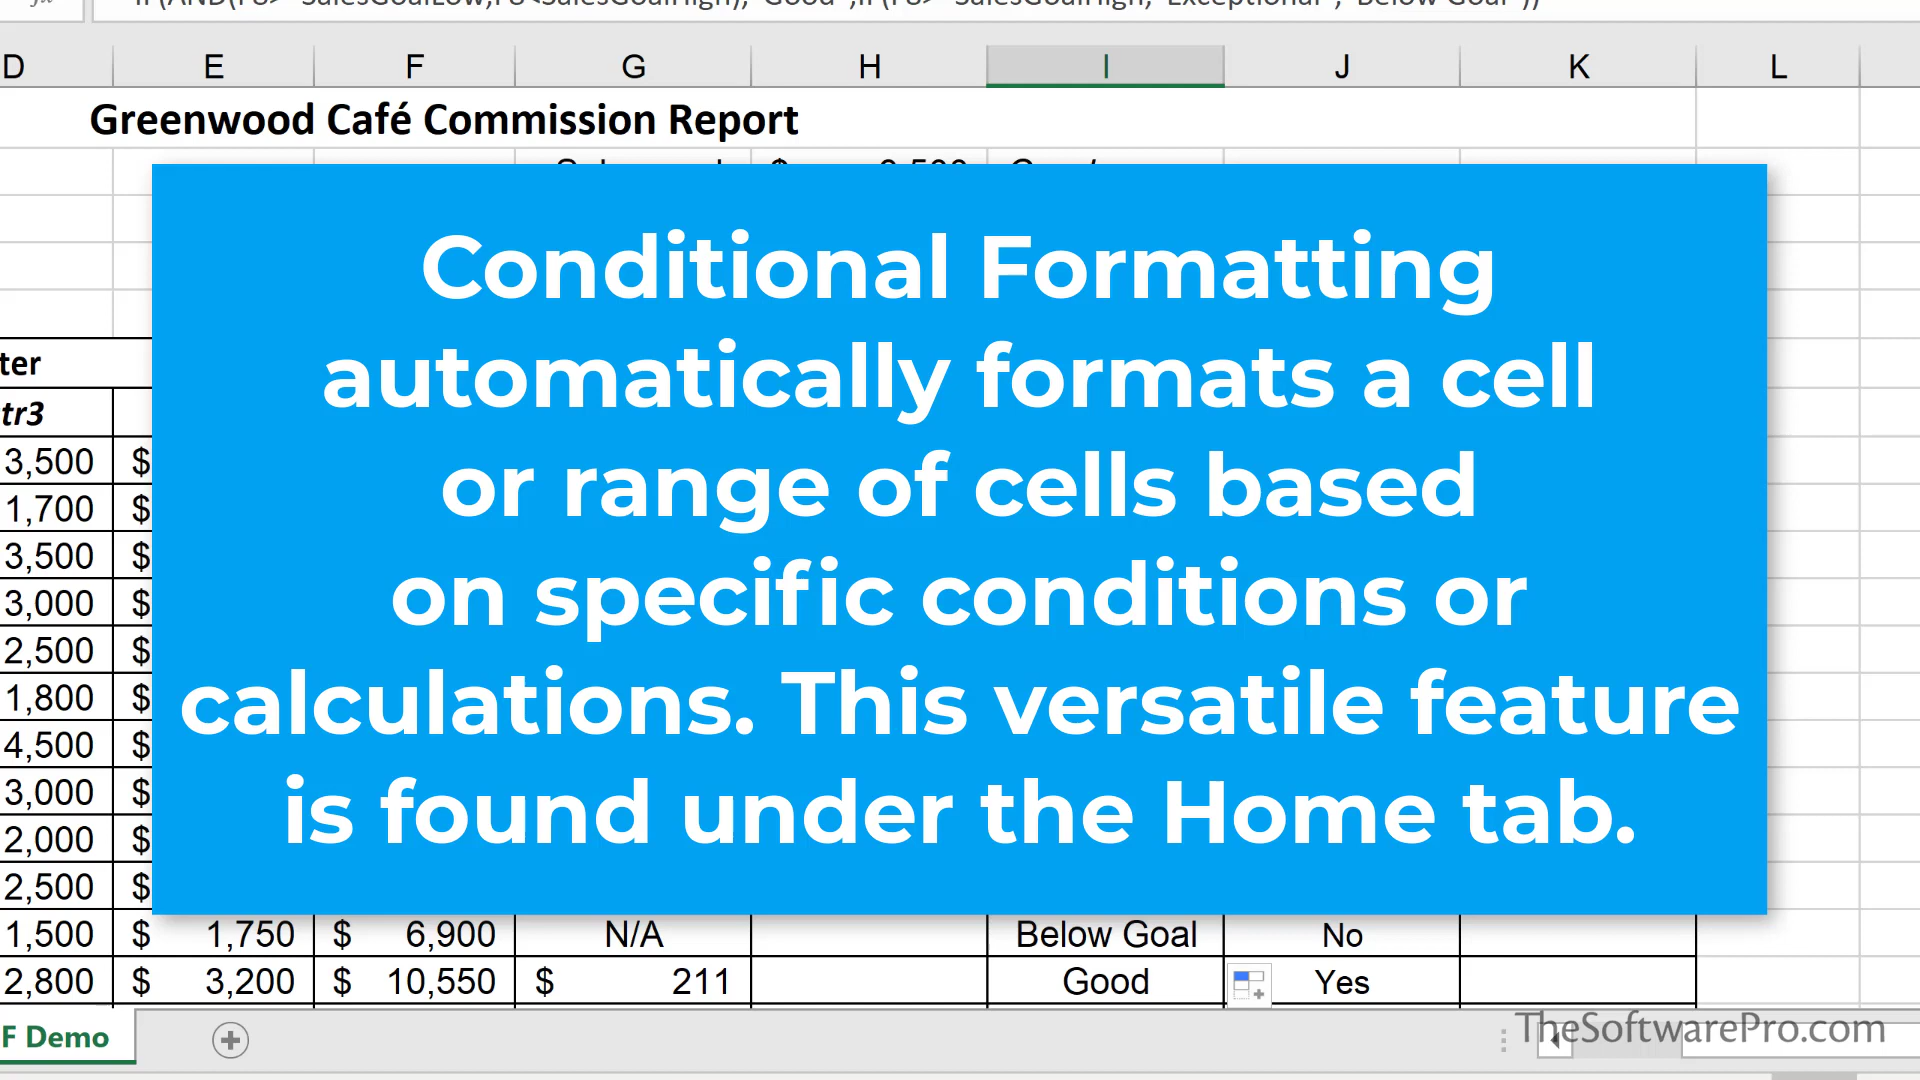 D E F G H I J K L
Greenwood Café Commission Report
Conditional Formatting
automatically formats a cell
or range of cells based
on specific conditions or
calculations. This versatile feature
is found under the Home tab.
ter
tr3
3,500 $
1,700 $
3,500 $
3,000 $
2,500 $
1,800 $
4,500 $
3,000 $
2,000 $
2,500 $
1,500 $ 1,750 $ 6,900 N/A Below Goal No
2,800 $ 3,200 $ 10,550 $ 211 Good Yes
F Demo
TheSoftwarePro.com